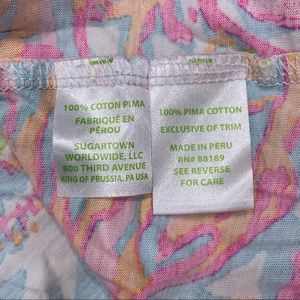 100% COTON PIMA
FABRIQUÉ EN
PÉROU
SUGARTOWN
WORLDWIDE, LLC
800 THIRD AVENUE
KING OF PRUSSIA, PA USA
100% PIMA COTTON
EXCLUSIVE OF TRIM
MADE IN PERU
RN# 88189
SEE REVERSE
FOR CARE